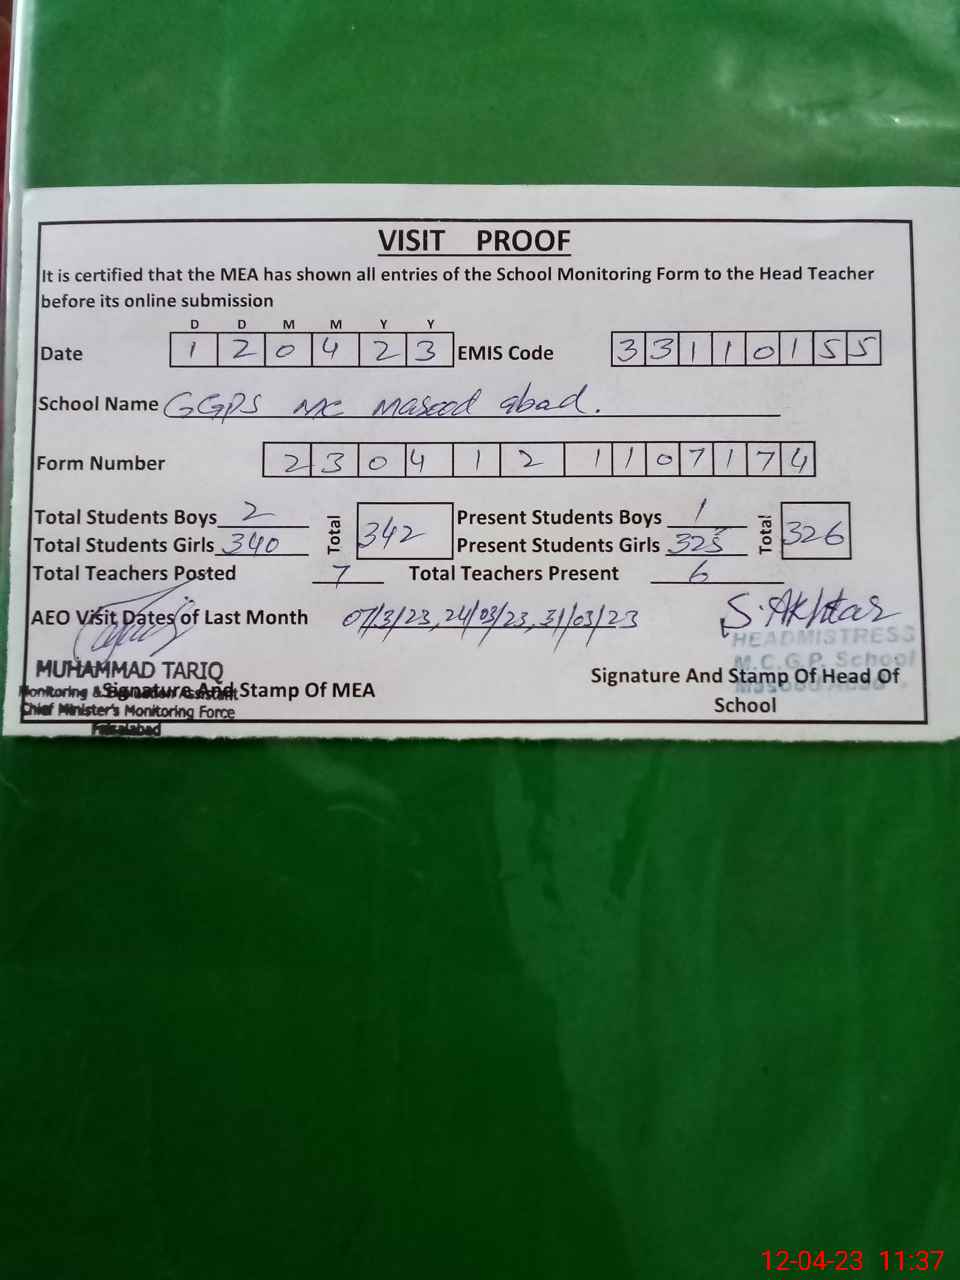 VISIT PROOF
It is certified that the MEA has shown all entries of the School Monitoring Form to the Head Teacher
before its online submission
D D M M Y Y
Date 1 2 0 4 2 3 EMIS Code 3 3 1 1 0 1 5 5
School Name GGPS MC Masood abad.
Form Number 2 3 0 4 1 2 1 1 0 7 1 7 4
Total Students Boys 2 Total 342 Present Students Boys 1 Total 326
Total Students Girls 340 Present Students Girls 325
Total Teachers Posted 7 Total Teachers Present 6
AEO Visit Dates of Last Month 07/3/23, 24/03/23, 31/03/23
S. Akhtar
HEADMISTRESS
M.C.G.P. School
MUHAMMAD TARIQ
Monitoring & Assistant
Signature And Stamp Of MEA
Chief Minister's Monitoring Force
Faisalabad
Signature And Stamp Of Head Of
School
12-04-23 11:37